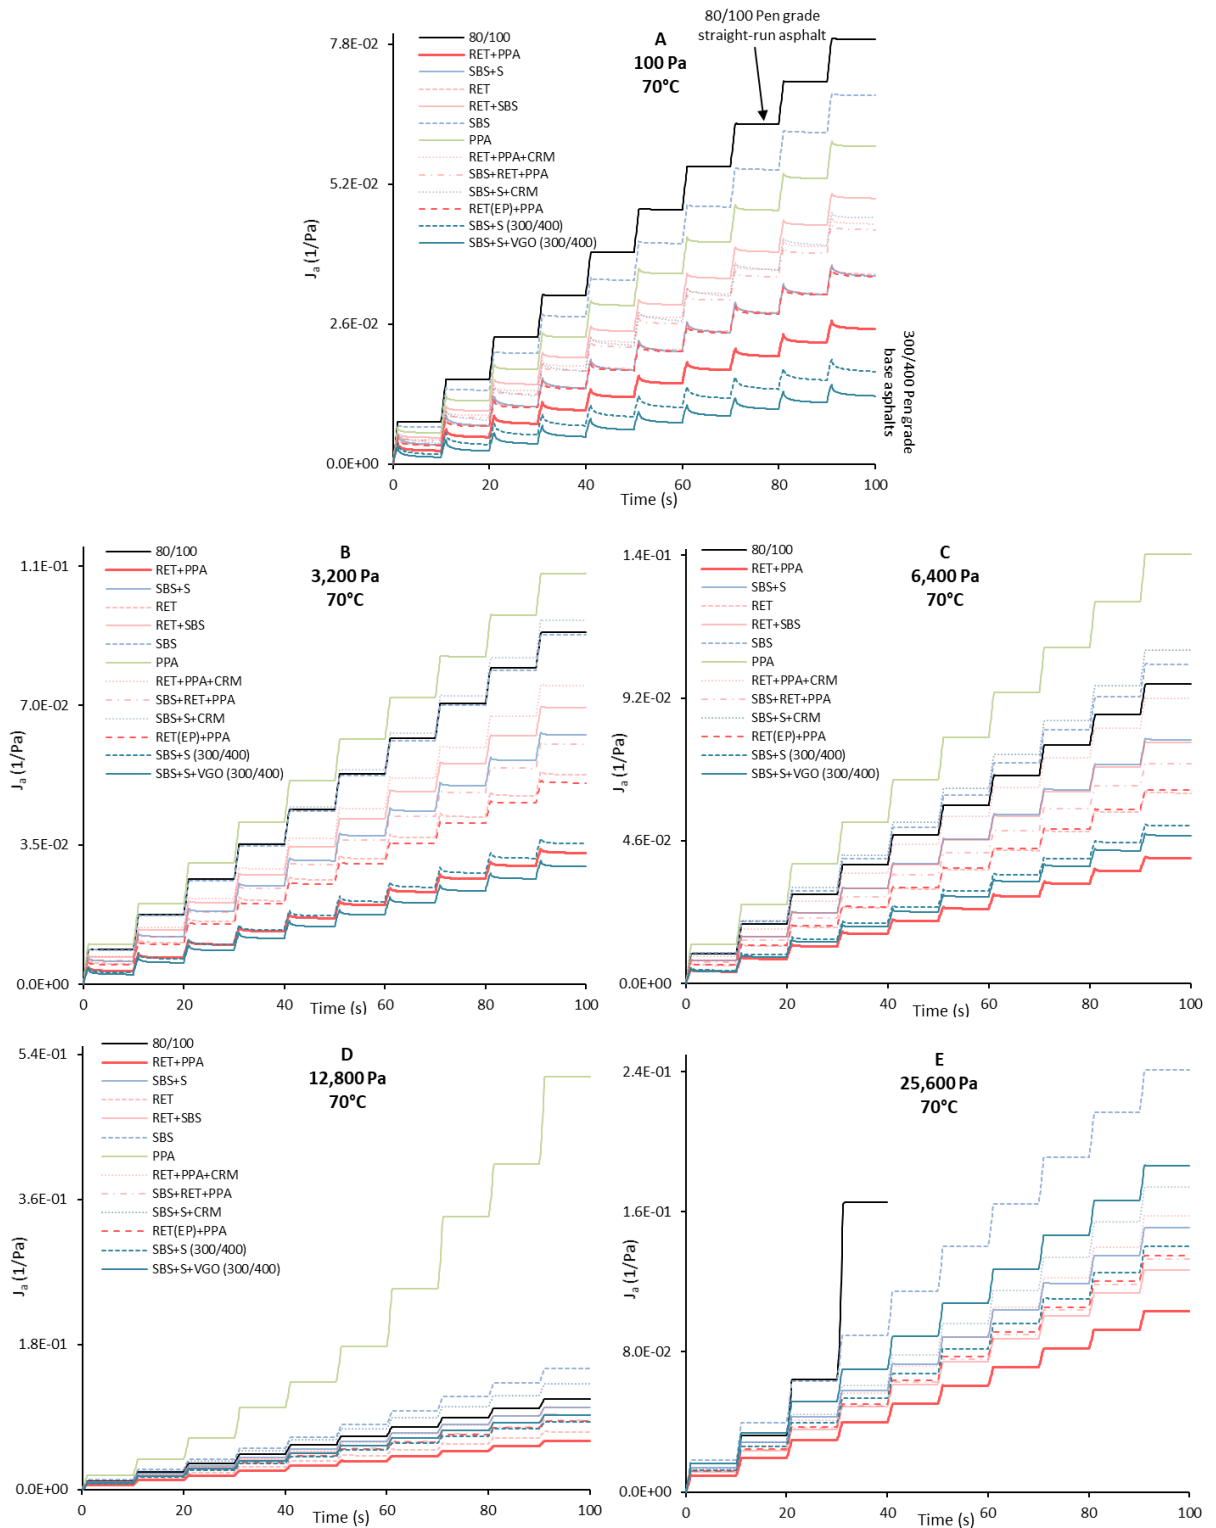 80/100 Pen grade
straight-run asphalt
A
100 Pa
70°C
7.8E-02
5.2E-02
2.6E-02
0.0E+00
Jₐ (1/Pa)
80/100
RET+PPA
SBS+S
RET
RET+SBS
SBS
PPA
RET+PPA+CRM
SBS+RET+PPA
SBS+S+CRM
RET(EP)+PPA
SBS+S (300/400)
SBS+S+VGO (300/400)
300/400 Pen grade
base asphalts
0 20 40 60 80 100
Time (s)
B
3,200 Pa
70°C
1.1E-01
7.0E-02
3.5E-02
0.0E+00
Jₐ (1/Pa)
80/100
RET+PPA
SBS+S
RET
RET+SBS
SBS
PPA
RET+PPA+CRM
SBS+RET+PPA
SBS+S+CRM
RET(EP)+PPA
SBS+S (300/400)
SBS+S+VGO (300/400)
0 20 40 60 80 100
Time (s)
C
6,400 Pa
70°C
1.4E-01
9.2E-02
4.6E-02
0.0E+00
Jₐ (1/Pa)
80/100
RET+PPA
SBS+S
RET
RET+SBS
SBS
PPA
RET+PPA+CRM
SBS+RET+PPA
SBS+S+CRM
RET(EP)+PPA
SBS+S (300/400)
SBS+S+VGO (300/400)
0 20 40 60 80 100
Time (s)
D
12,800 Pa
70°C
5.4E-01
3.6E-01
1.8E-01
0.0E+00
Jₐ (1/Pa)
80/100
RET+PPA
SBS+S
RET
RET+SBS
SBS
PPA
RET+PPA+CRM
SBS+RET+PPA
SBS+S+CRM
RET(EP)+PPA
SBS+S (300/400)
SBS+S+VGO (300/400)
0 20 40 60 80 100
Time (s)
E
25,600 Pa
70°C
2.4E-01
1.6E-01
8.0E-02
0.0E+00
Jₐ (1/Pa)
0 20 40 60 80 100
Time (s)